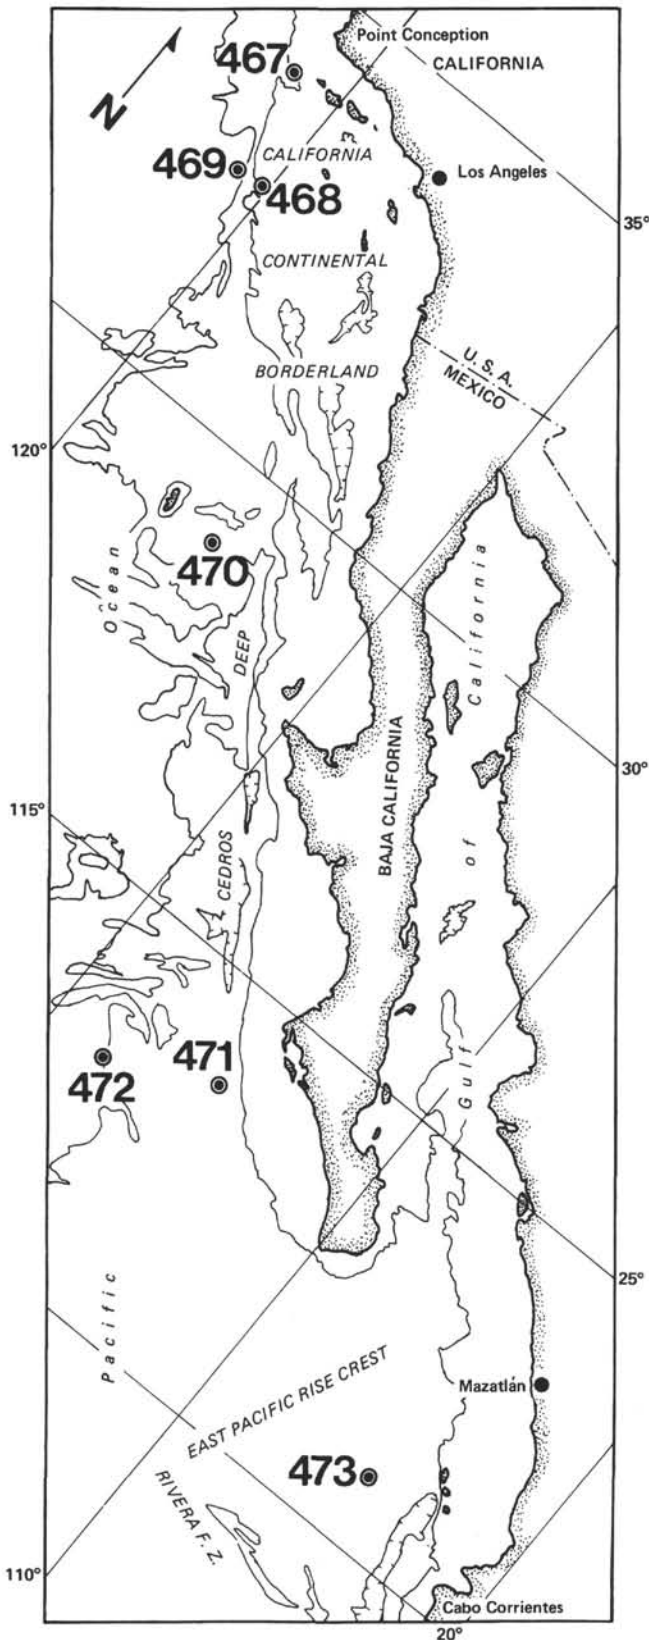 Point Conception
467
CALIFORNIA
N
CALIFORNIA
469
468
Los Angeles
35°
CONTINENTAL
U.S.A.
MEXICO
BORDERLAND
120°
470
Ocean
DEEP
California
BAJA CALIFORNIA
30°
115°
CEDROS
of
471
472
Gulf
25°
Pacific
EAST PACIFIC RISE CREST
Mazatlán
473
RIVERA F. Z.
110°
Cabo Corrientes
20°